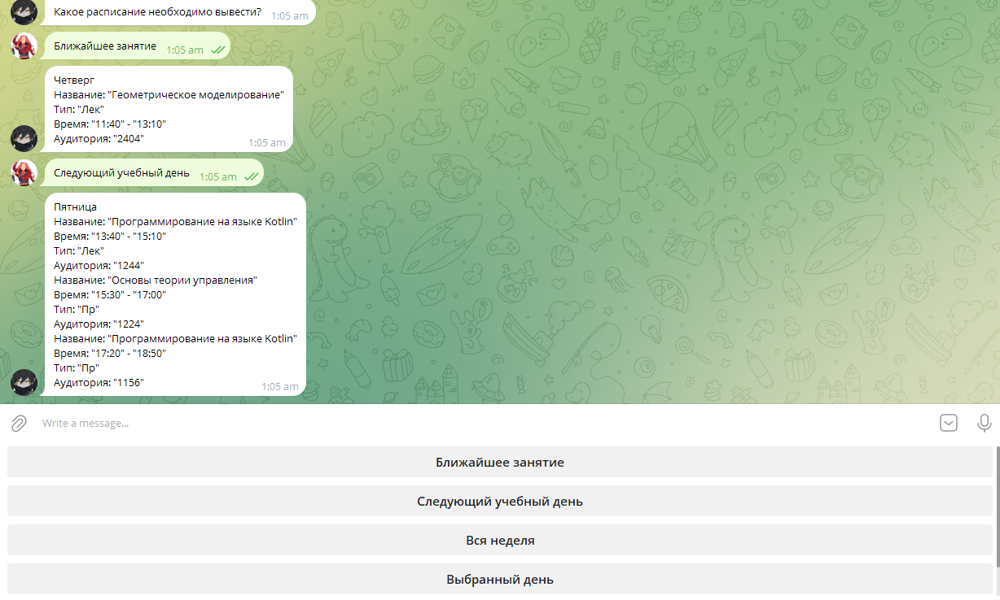 Какое расписание необходимо вывести?
1:05 am
Ближайшее занятие
1:05 am
Четверг
Название: "Геометрическое моделирование"
Тип: "Лек"
Время: "11:40" - "13:10"
Аудитория: "2404"
1:05 am
Следующий учебный день
1:05 am
Пятница
Название: "Программирование на языке Kotlin"
Время: "13:40" - "15:10"
Тип: "Лек"
Аудитория: "1244"
Название: "Основы теории управления"
Время: "15:30" - "17:00"
Тип: "Пр"
Аудитория: "1224"
Название: "Программирование на языке Kotlin"
Время: "17:20" - "18:50"
Тип: "Пр"
Аудитория: "1156"
1:05 am
Write a message...
Ближайшее занятие
Следующий учебный день
Вся неделя
Выбранный день